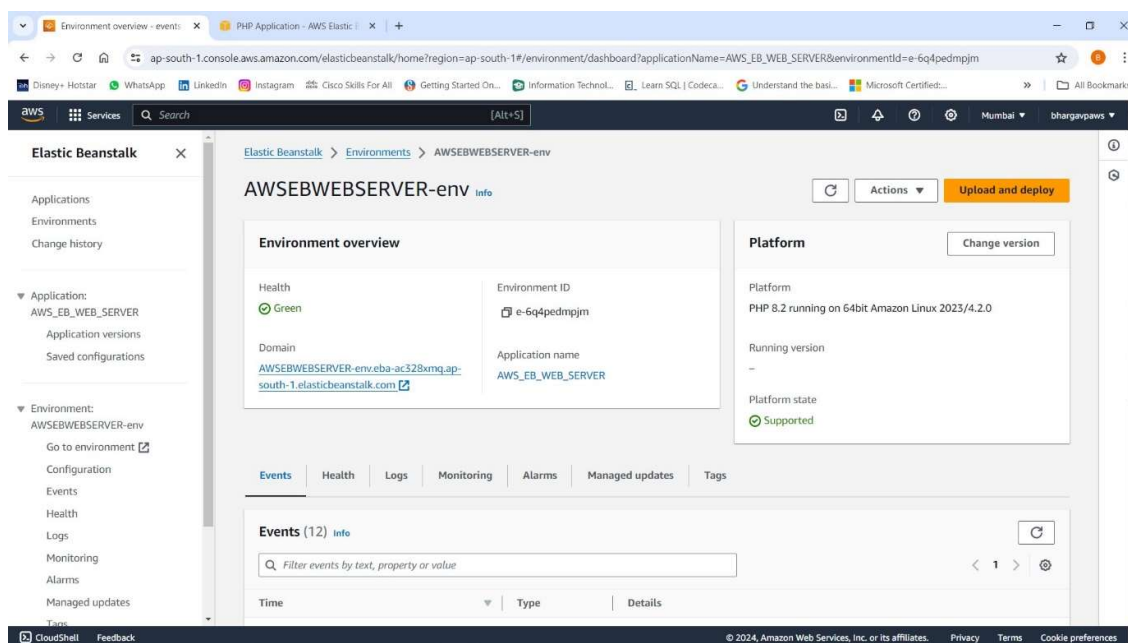 Environment overview - events
PHP Application - AWS Elastic
ap-south-1.console.aws.amazon.com/elasticbeanstalk/home?region=ap-south-1#/environment/dashboard?applicationName=AWS_EB_WEB_SERVER&environmentId=e-6q4pedmpjm
Disney+ Hotstar WhatsApp LinkedIn Instagram Cisco Skills For All Getting Started On... Information Technol... Learn SQL | Codeca... Understand the basi... Microsoft Certified:... » All Bookmarks
aws Services Search [Alt+S] Mumbai bhargavpaws
Elastic Beanstalk
Applications
Environments
Change history
Application:
AWS_EB_WEB_SERVER
Application versions
Saved configurations
Environment:
AWSEBWEBSERVER-env
Go to environment
Configuration
Events
Health
Logs
Monitoring
Alarms
Managed updates
Tags
Elastic Beanstalk > Environments > AWSEBWEBSERVER-env
AWSEBWEBSERVER-env Info
Actions
Upload and deploy
Environment overview
Health
Green
Environment ID
e-6q4pedmpjm
Domain
AWSEBWEBSERVER-env.eba-ac328xmq.ap-
south-1.elasticbeanstalk.com
Application name
AWS_EB_WEB_SERVER
Platform
Change version
Platform
PHP 8.2 running on 64bit Amazon Linux 2023/4.2.0
Running version
–
Platform state
Supported
Events Health Logs Monitoring Alarms Managed updates Tags
Events (12) Info
Filter events by text, property or value
< 1 >
Time Type Details
CloudShell Feedback © 2024, Amazon Web Services, Inc. or its affiliates. Privacy Terms Cookie preferences